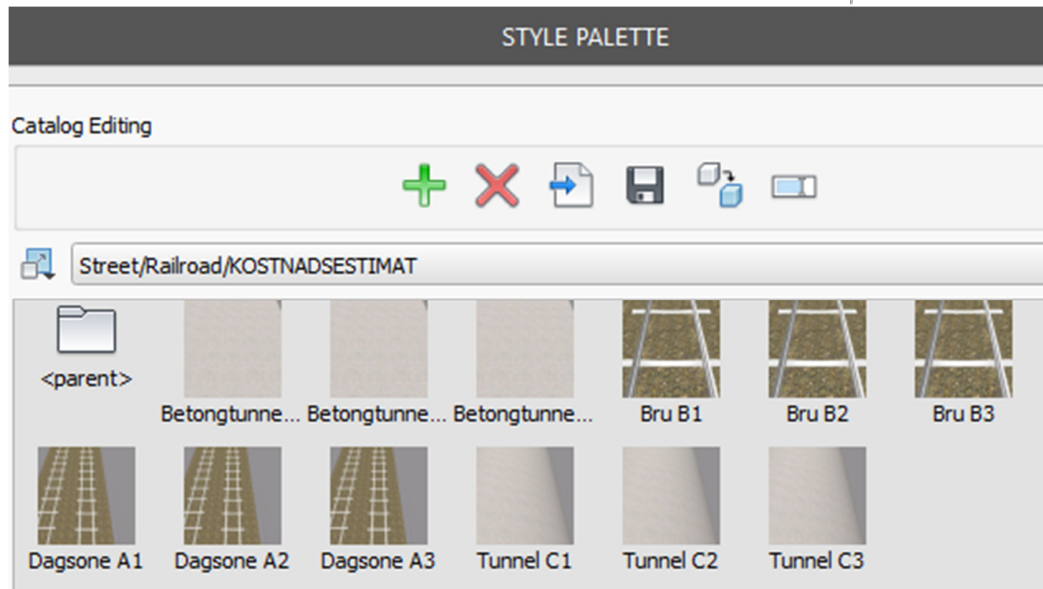 STYLE PALETTE
Catalog Editing
Street/Railroad/KOSTNADSESTIMAT
<parent>
Betongtunne... Betongtunne... Betongtunne... Bru B1 Bru B2 Bru B3
Dagsone A1 Dagsone A2 Dagsone A3 Tunnel C1 Tunnel C2 Tunnel C3